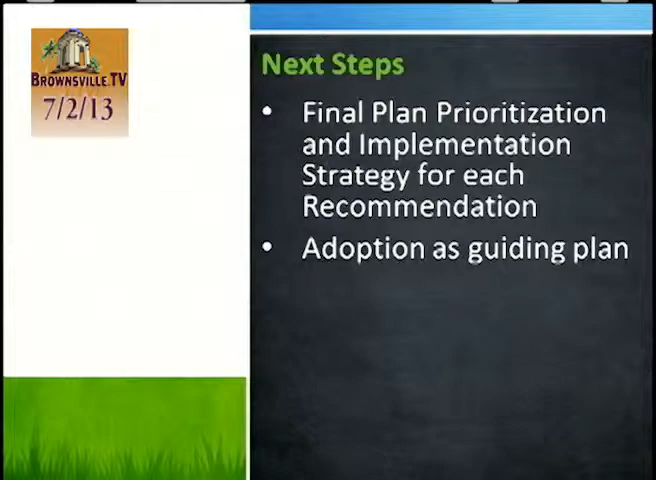 BROWNSVILLE.TV
7/2/13
Next Steps
• Final Plan Prioritization
and Implementation
Strategy for each
Recommendation
• Adoption as guiding plan